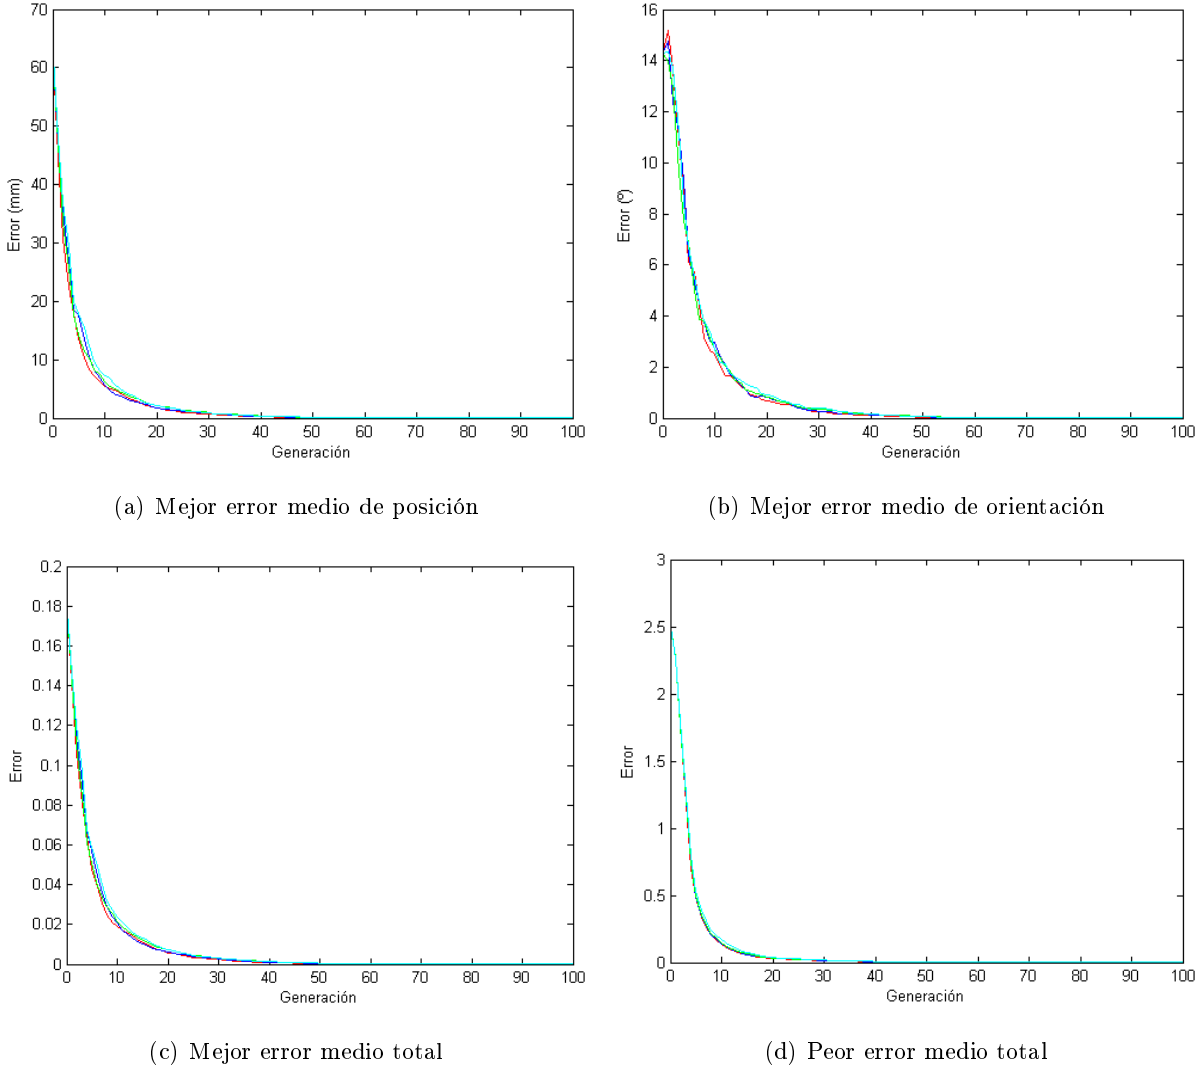 70
60
50
40
30
20
10
0
Error (mm)
0 10 20 30 40 50 60 70 80 90 100
Generación
(a) Mejor error medio de posición
16
14
12
10
8
6
4
2
0
Error (º)
0 10 20 30 40 50 60 70 80 90 100
Generación
(b) Mejor error medio de orientación
0.2
0.18
0.16
0.14
0.12
0.1
0.08
0.06
0.04
0.02
0
Error
0 10 20 30 40 50 60 70 80 90 100
Generación
(c) Mejor error medio total
3
2.5
2
1.5
1
0.5
0
Error
0 10 20 30 40 50 60 70 80 90 100
Generación
(d) Peor error medio total